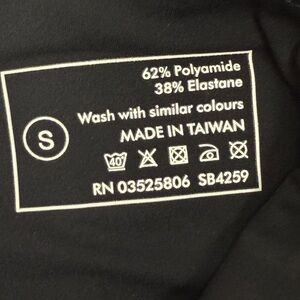 62% Polyamide
38% Elastane
Wash with similar colours
S
MADE IN TAIWAN
40
RN 03525806 SB4259